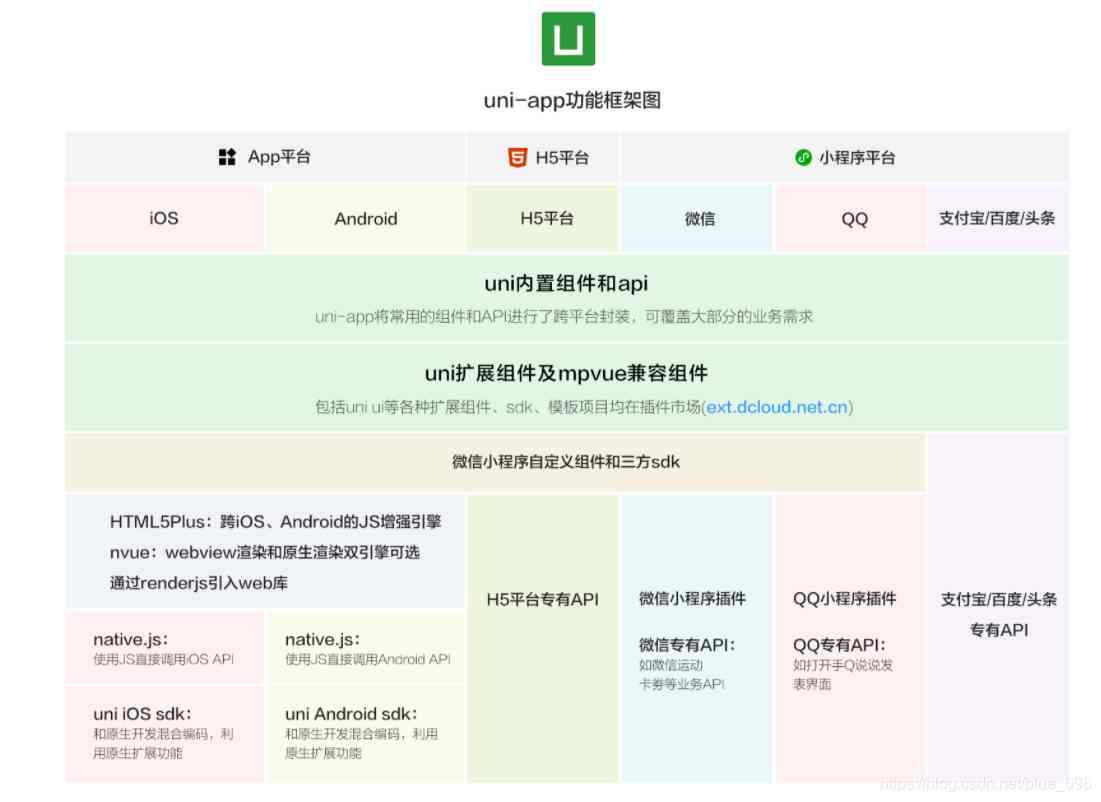 uni-app功能框架图
App平台
H5平台
小程序平台
iOS
Android
H5平台
微信
QQ
支付宝/百度/头条
uni内置组件和api
uni-app将常用的组件和API进行了跨平台封装，可覆盖大部分的业务需求
uni扩展组件及mpvue兼容组件
包括uni ui等各种扩展组件、sdk、模板项目均在插件市场(ext.dcloud.net.cn)
微信小程序自定义组件和三方sdk
HTML5Plus：跨iOS、Android的JS增强引擎
nvue：webview渲染和原生渲染双引擎可选
通过renderjs引入web库
native.js：
使用JS直接调用iOS API
native.js：
使用JS直接调用Android API
uni iOS sdk：
和原生开发混合编码，利
用原生扩展功能
uni Android sdk：
和原生开发混合编码，利用
原生扩展功能
H5平台专有API
微信小程序插件
微信专有API：
如微信运动
卡券等业务API
QQ小程序插件
QQ专有API：
如打开手Q说说发
表界面
支付宝/百度/头条
专有API